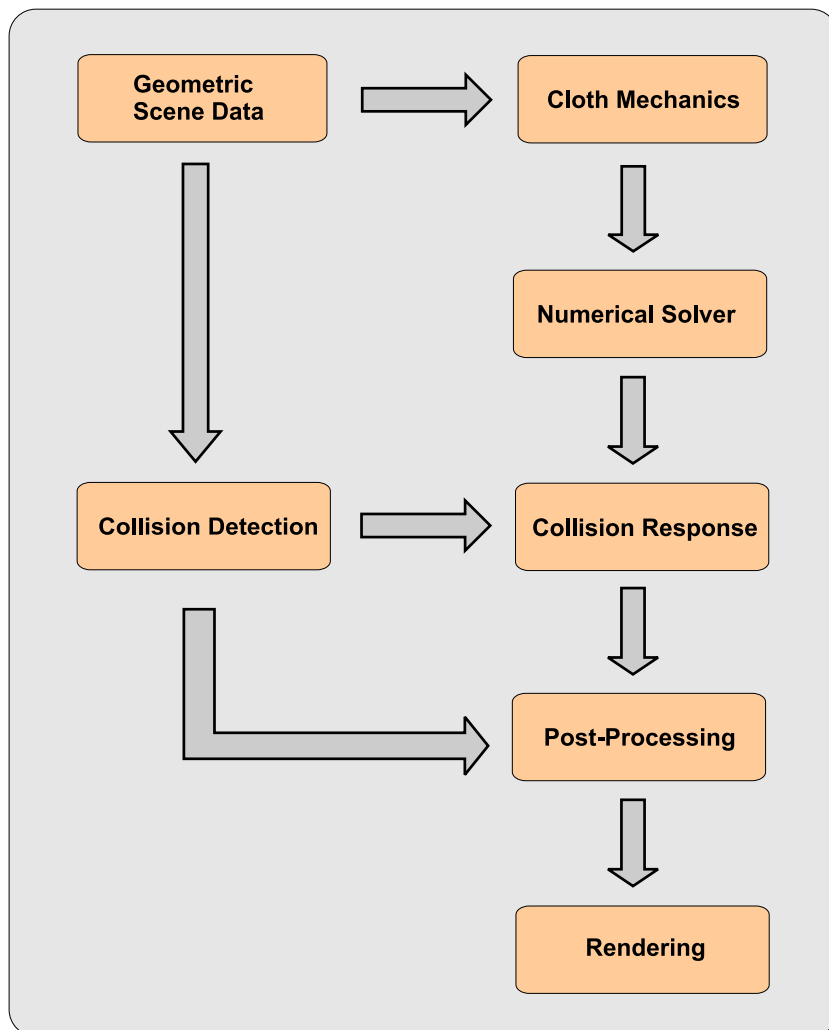 Geometric
Scene Data
Cloth Mechanics
Numerical Solver
Collision Detection
Collision Response
Post-Processing
Rendering